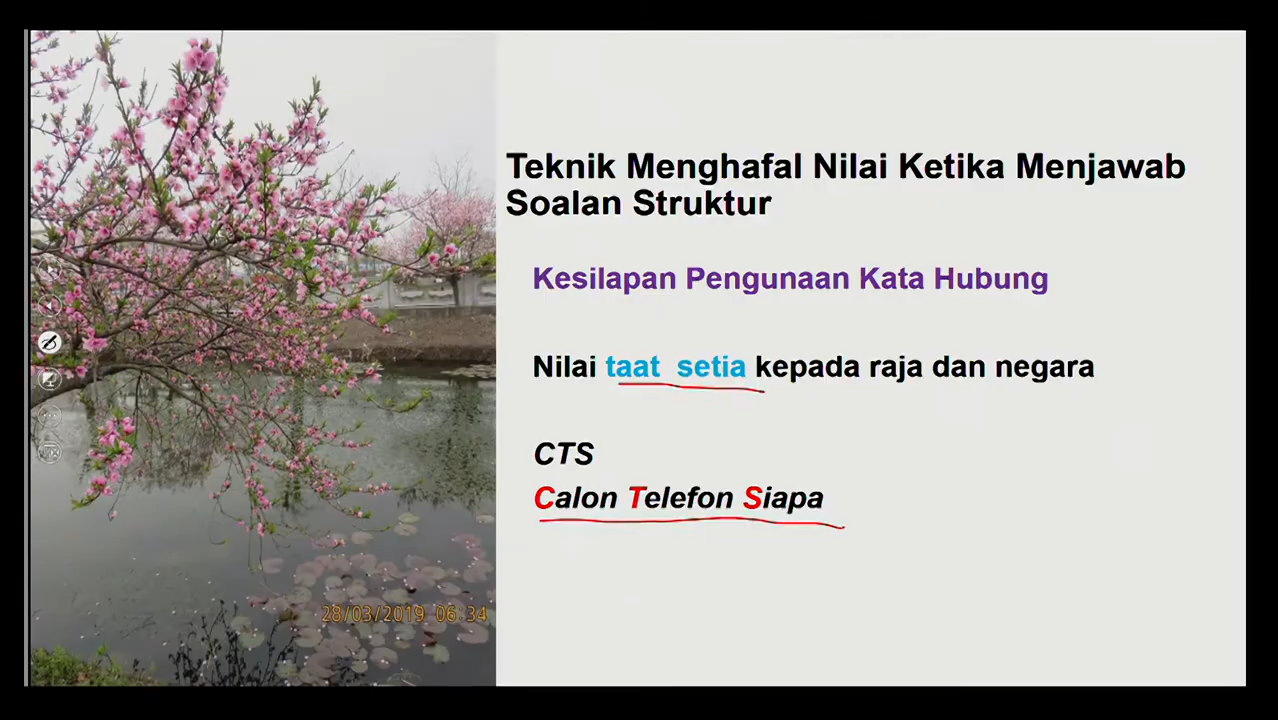 Teknik Menghafal Nilai Ketika Menjawab
Soalan Struktur
Kesilapan Pengunaan Kata Hubung
Nilai taat setia kepada raja dan negara
CTS
Calon Telefon Siapa
28/03/2019 06:34